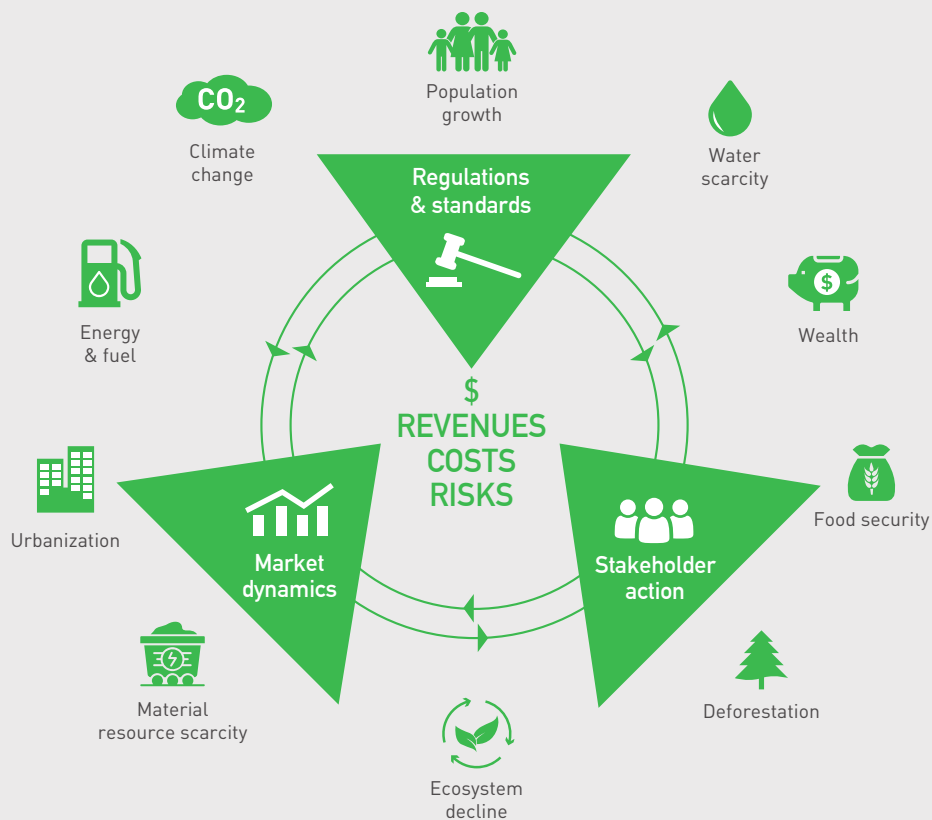 Population
growth
CO₂
Climate
change
Water
scarcity
Regulations
& standards
Energy
& fuel
$
Wealth
$
REVENUES
COSTS
RISKS
Urbanization
Market
dynamics
Stakeholder
action
Food security
Material
resource scarcity
Deforestation
Ecosystem
decline